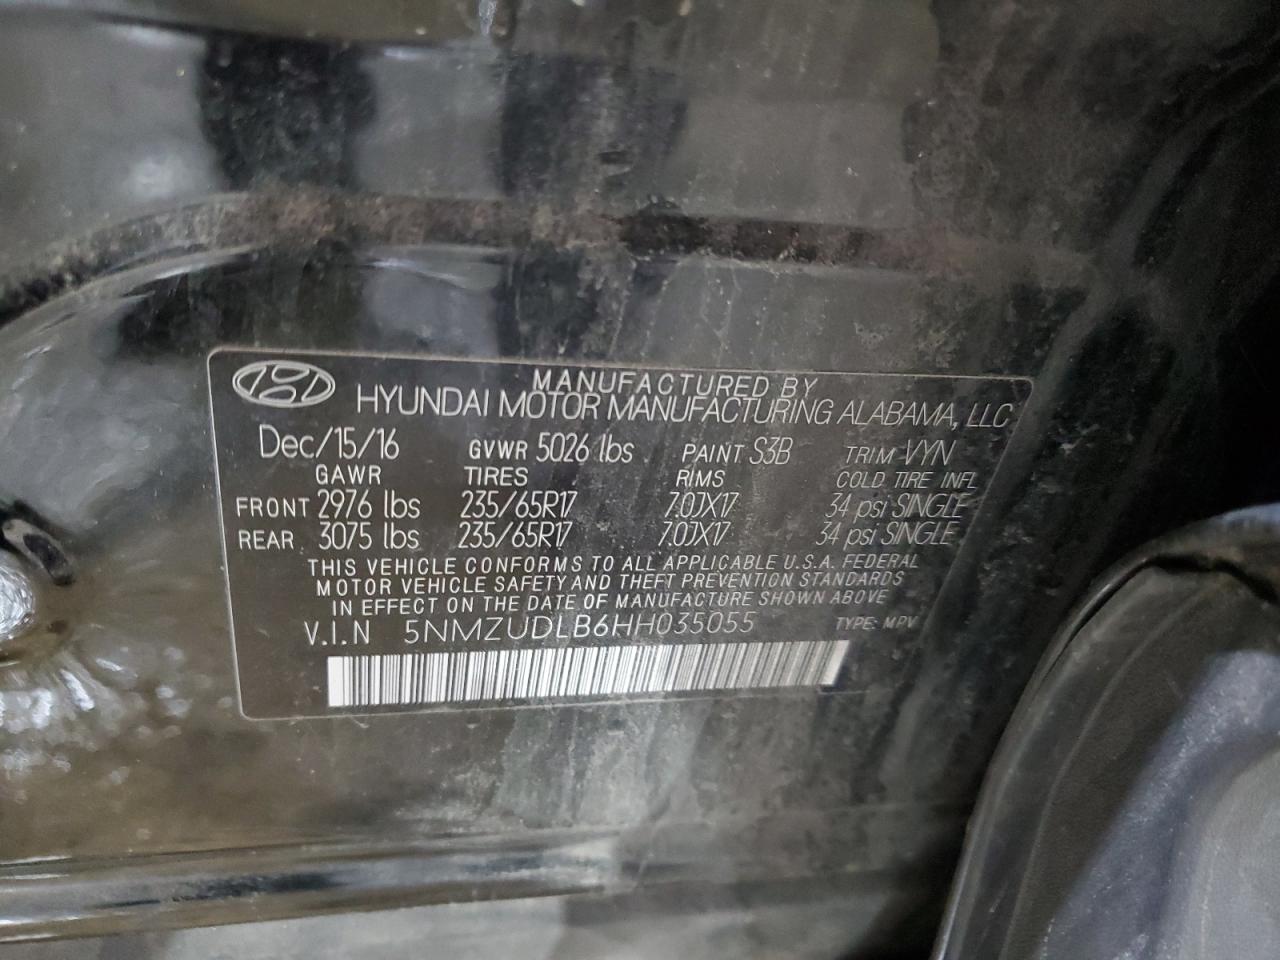 MANUFACTURED BY
HYUNDAI MOTOR MANUFACTURING ALABAMA, LLC
Dec/15/16 GVWR 5026 lbs PAINT S3B TRIM VYN
GAWR TIRES RIMS COLD TIRE INFL
FRONT 2976 lbs 235/65R17 7.0JX17 34 psi SINGLE
REAR 3075 lbs 235/65R17 7.0JX17 34 psi SINGLE
THIS VEHICLE CONFORMS TO ALL APPLICABLE U.S.A. FEDERAL
MOTOR VEHICLE SAFETY AND THEFT PREVENTION STANDARDS
IN EFFECT ON THE DATE OF MANUFACTURE SHOWN ABOVE
V.I.N 5NMZUDLB6HH035055 TYPE: MPV